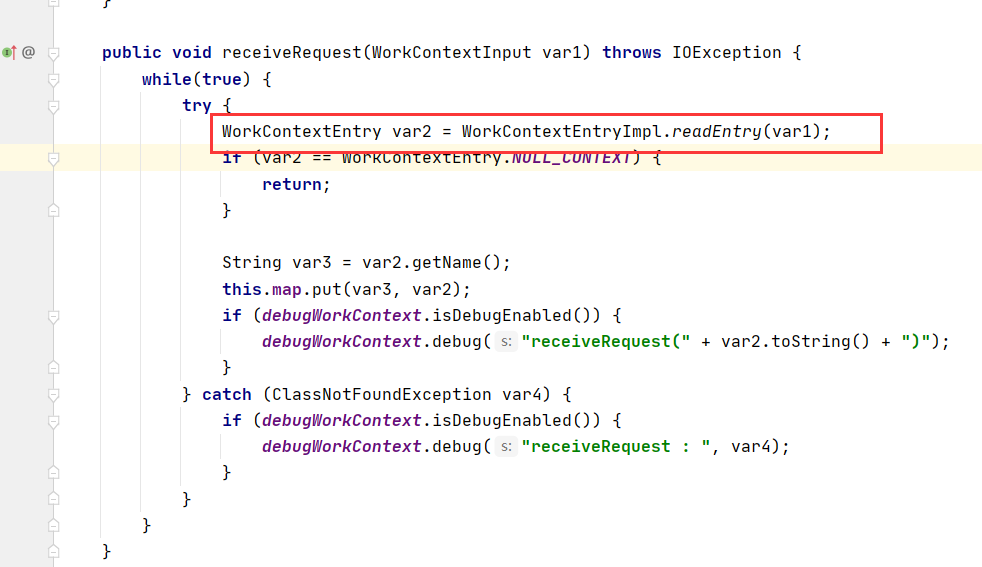 }
@ public void receiveRequest(WorkContextInput var1) throws IOException {
while(true) {
try {
WorkContextEntry var2 = WorkContextEntryImpl.readEntry(var1);
if (var2 == WorkContextEntry.NULL_CONTEXT) {
return;
}
String var3 = var2.getName();
this.map.put(var3, var2);
if (debugWorkContext.isDebugEnabled()) {
debugWorkContext.debug( s: "receiveRequest(" + var2.toString() + ")");
}
} catch (ClassNotFoundException var4) {
if (debugWorkContext.isDebugEnabled()) {
debugWorkContext.debug( s: "receiveRequest : ", var4);
}
}
}
}